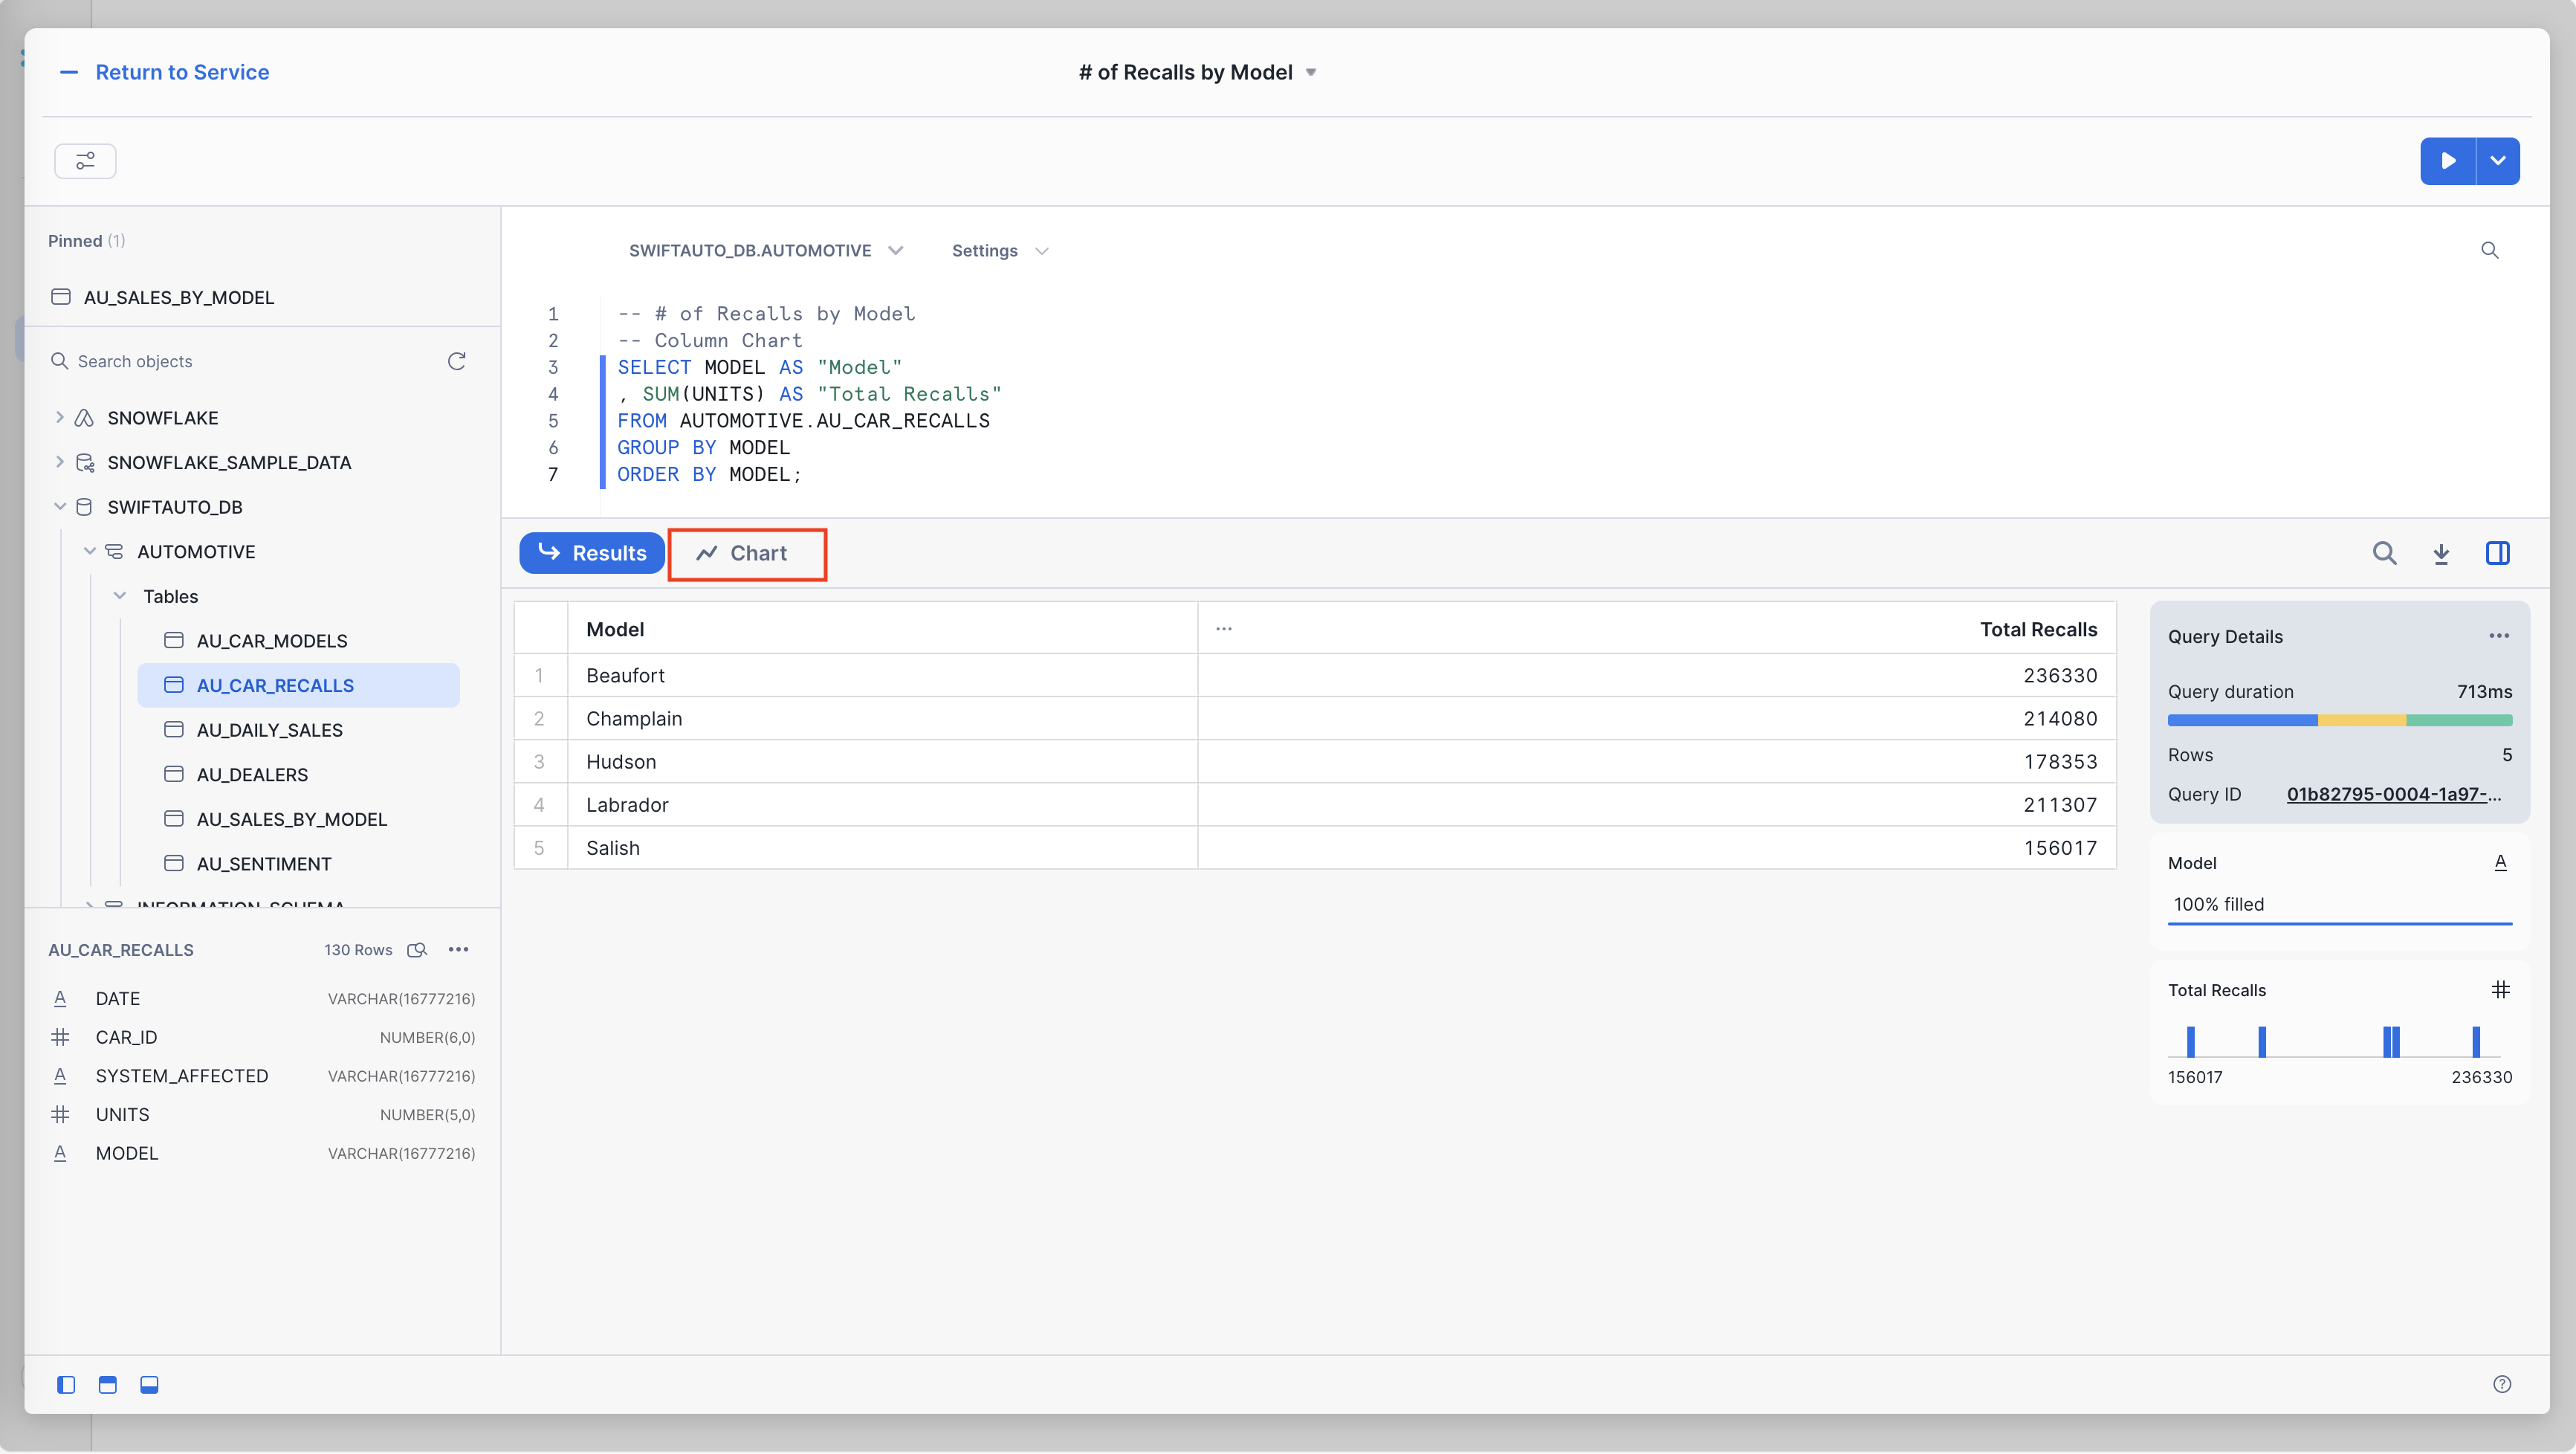 Return to Service
# of Recalls by Model
Pinned (1)
AU_SALES_BY_MODEL
Search objects
SNOWFLAKE
SNOWFLAKE_SAMPLE_DATA
SWIFTAUTO_DB
AUTOMOTIVE
Tables
AU_CAR_MODELS
AU_CAR_RECALLS
AU_DAILY_SALES
AU_DEALERS
AU_SALES_BY_MODEL
AU_SENTIMENT
INFORMATION_SCHEMA
AU_CAR_RECALLS 130 Rows
DATE VARCHAR(16777216)
CAR_ID NUMBER(6,0)
SYSTEM_AFFECTED VARCHAR(16777216)
UNITS NUMBER(5,0)
MODEL VARCHAR(16777216)
SWIFTAUTO_DB.AUTOMOTIVE Settings
1 -- # of Recalls by Model
2 -- Column Chart
3 SELECT MODEL AS "Model"
4 , SUM(UNITS) AS "Total Recalls"
5 FROM AUTOMOTIVE.AU_CAR_RECALLS
6 GROUP BY MODEL
7 ORDER BY MODEL;
Results Chart
Model ... Total Recalls
1 Beaufort 236330
2 Champlain 214080
3 Hudson 178353
4 Labrador 211307
5 Salish 156017
Query Details ...
Query duration 713ms
Rows 5
Query ID 01b82795-0004-1a97-...
Model
100% filled
Total Recalls
156017 236330